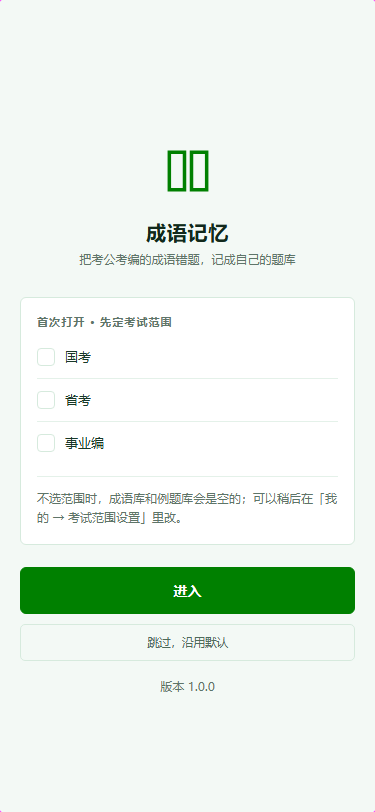 成语记忆
把考公考编的成语错题，记成自己的题库
首次打开 · 先定考试范围
国考
省考
事业编
不选范围时，成语库和例题库会是空的；可以稍后在「我
的 → 考试范围设置」里改。
进入
跳过，沿用默认
版本 1.0.0